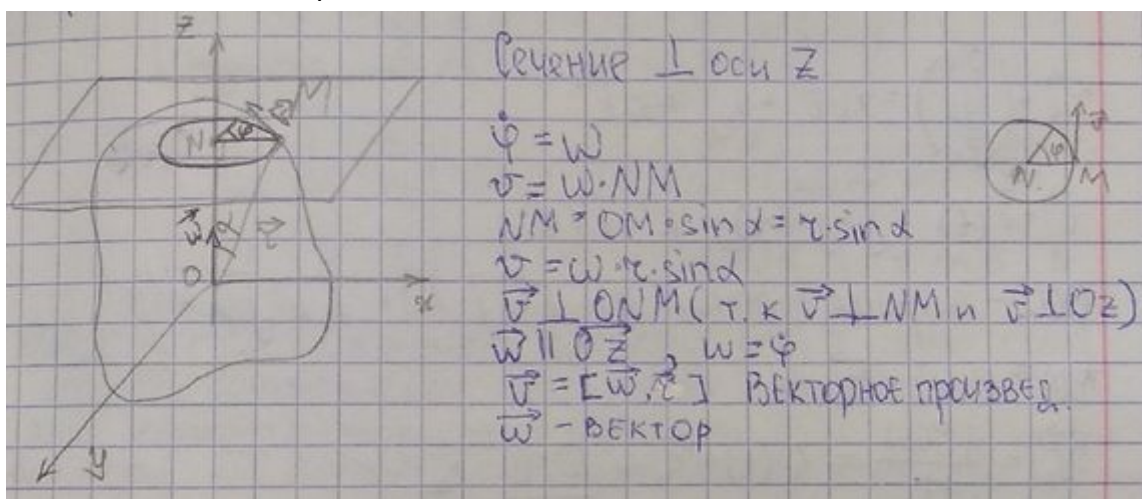 Z
N φ v⃗ M
w⃗ α r⃗
O
x
y
Сечение ⊥ оси Z
φ̇ = w
v = w·NM
NM = OM·sin α = r·sin α
v = w·r·sin α
v⃗ ⊥ ONM (т.к v⃗ ⊥ NM и v⃗ ⊥ OZ)
w⃗ || OZ⃗, w = φ̇
v⃗ = [w⃗, r⃗] Векторное произвед.
w⃗ - вектор
φ v⃗
N M